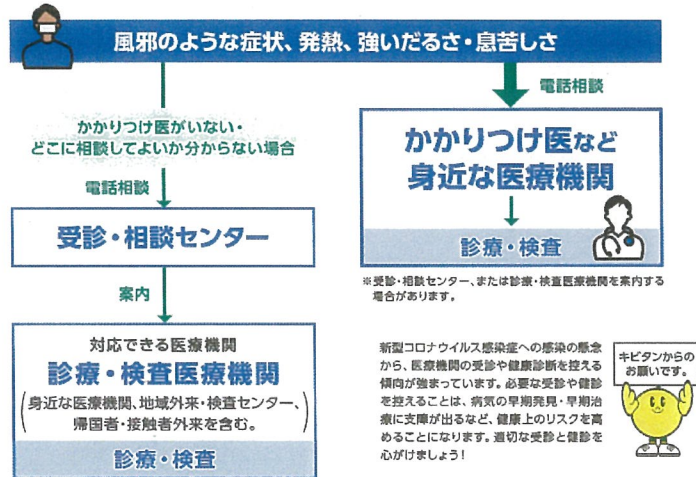 風邪のような症状、発熱、強いだるさ・息苦しさ
かかりつけ医がいない・
どこに相談してよいか分からない場合
電話相談
受診・相談センター
案内
対応できる医療機関
診療・検査医療機関
(身近な医療機関、地域外来・検査センター、
帰国者・接触者外来を含む。)
診療・検査
電話相談
かかりつけ医など
身近な医療機関
診療・検査
※受診・相談センター、または診療・検査医療機関を案内する
場合があります。
新型コロナウイルス感染症への感染の懸念
から、医療機関の受診や健康診断を控える
傾向が強まっています。必要な受診や健診
を控えることは、病気の早期発見・早期治
療に支障が出るなど、健康上のリスクを高
めることになります。適切な受診と健診を
心がけましょう!
キビタンからの
お願いです。